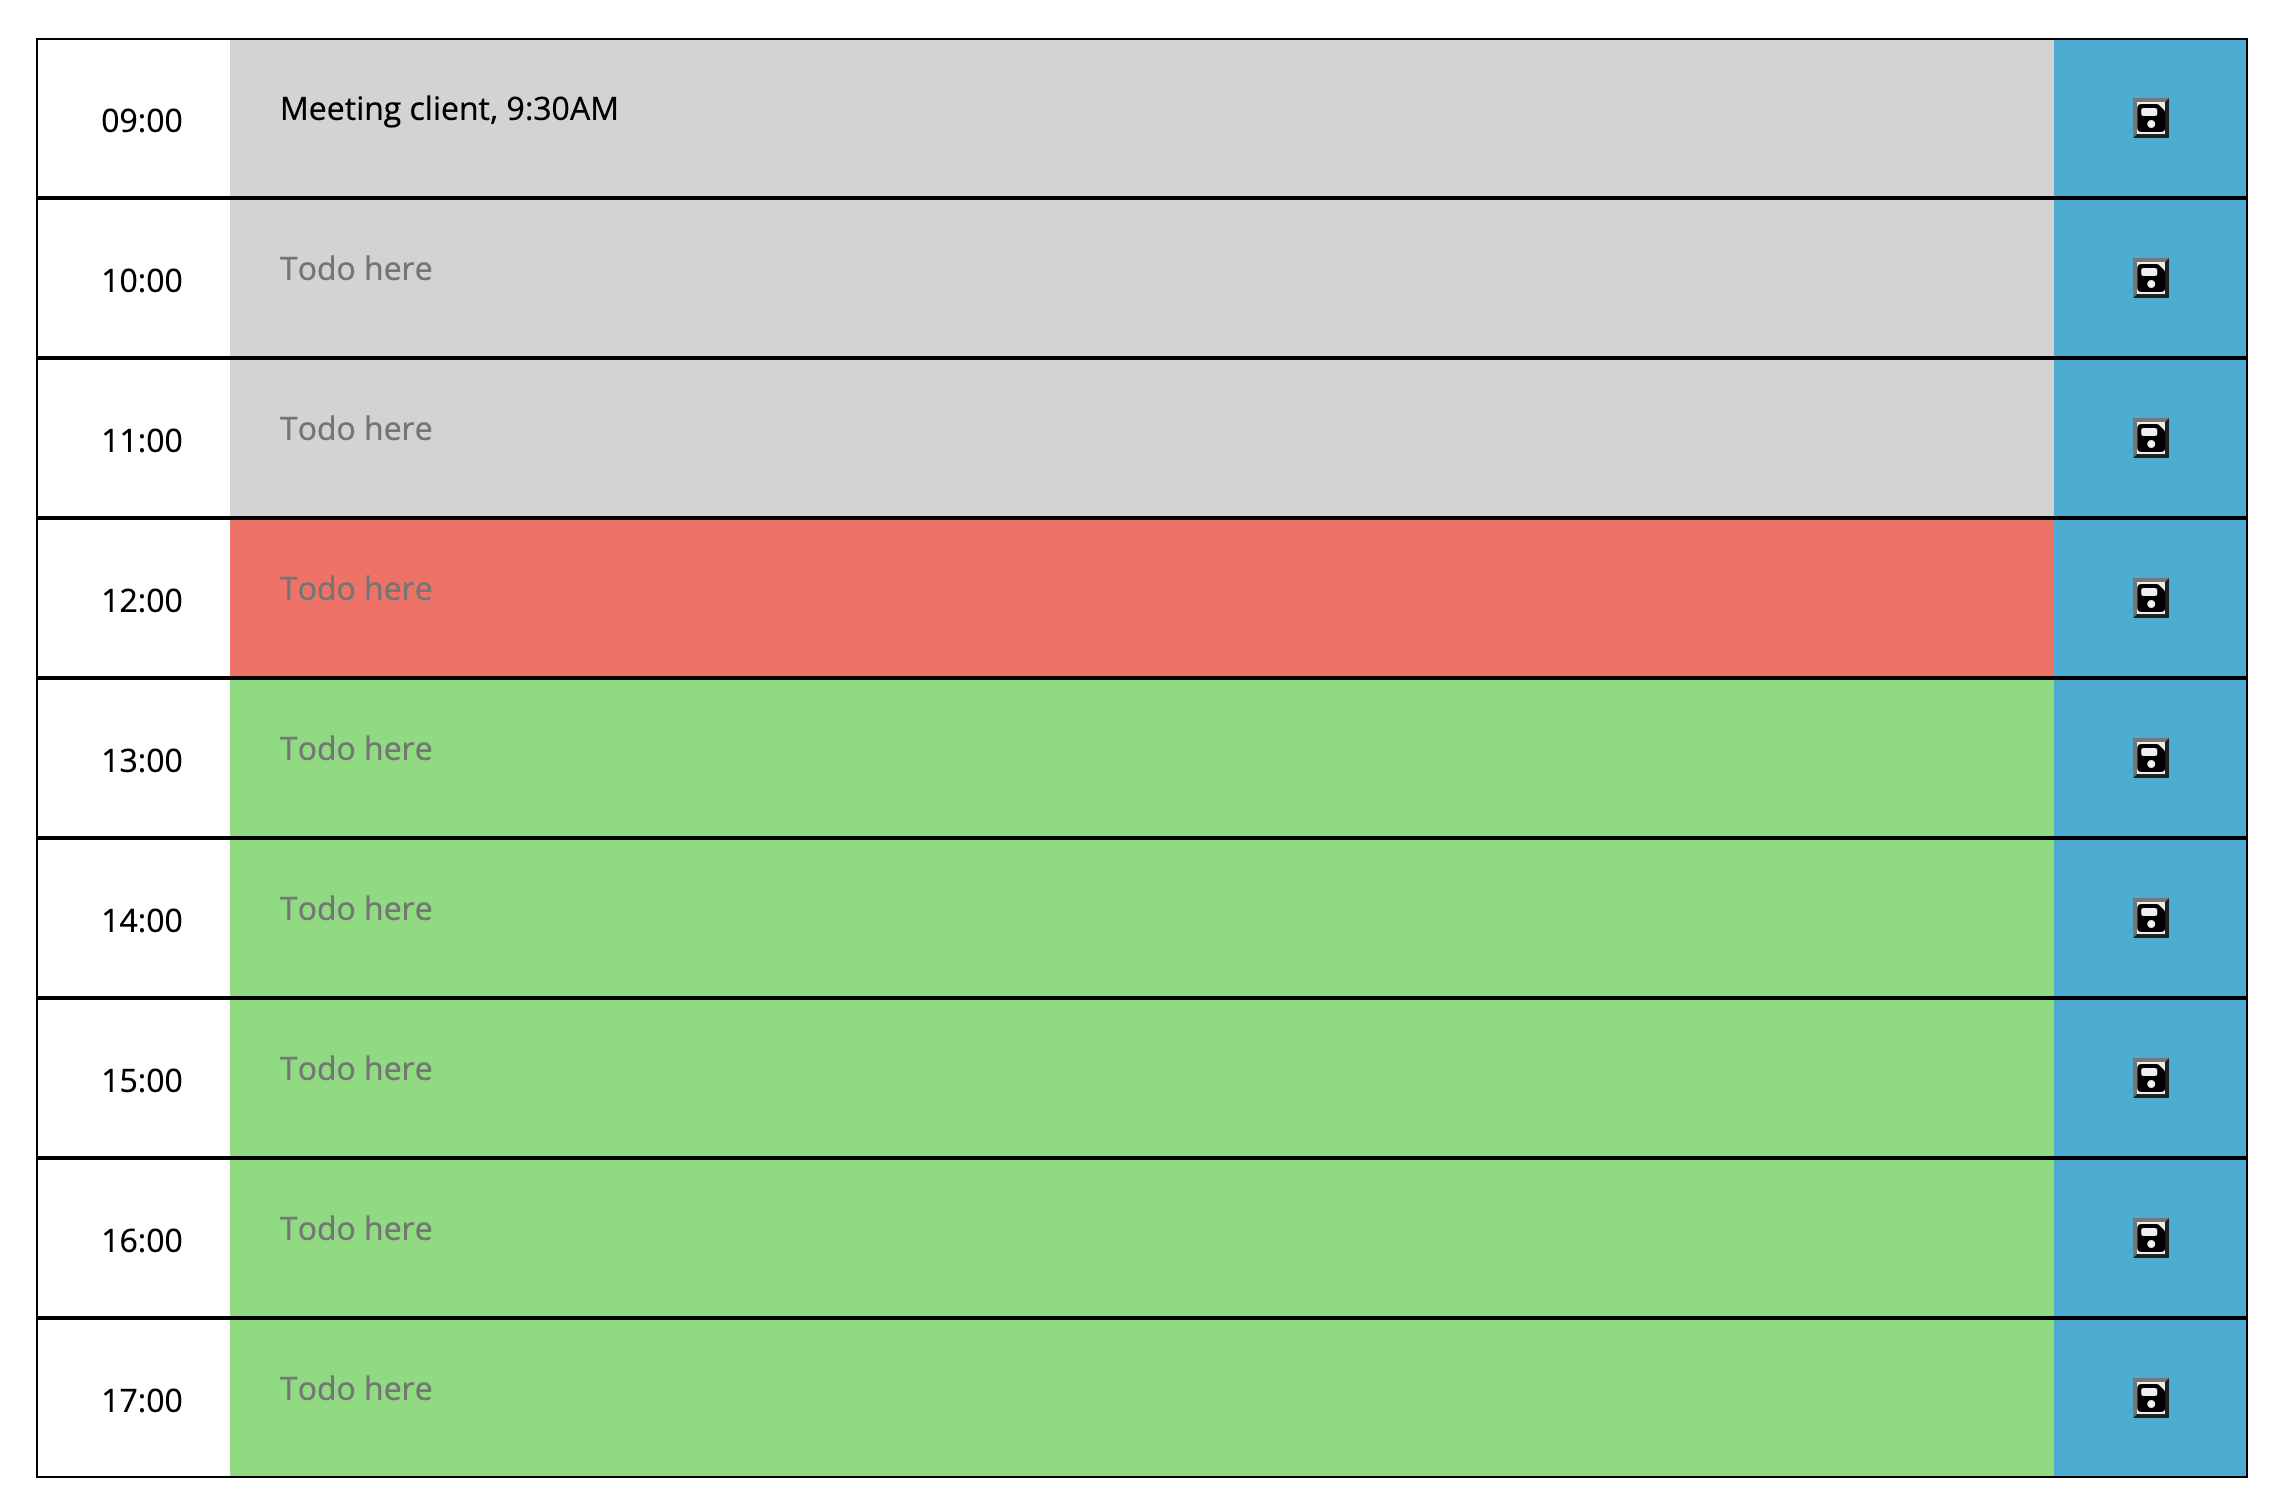 09:00 Meeting client, 9:30AM
10:00 Todo here
11:00 Todo here
12:00 Todo here
13:00 Todo here
14:00 Todo here
15:00 Todo here
16:00 Todo here
17:00 Todo here